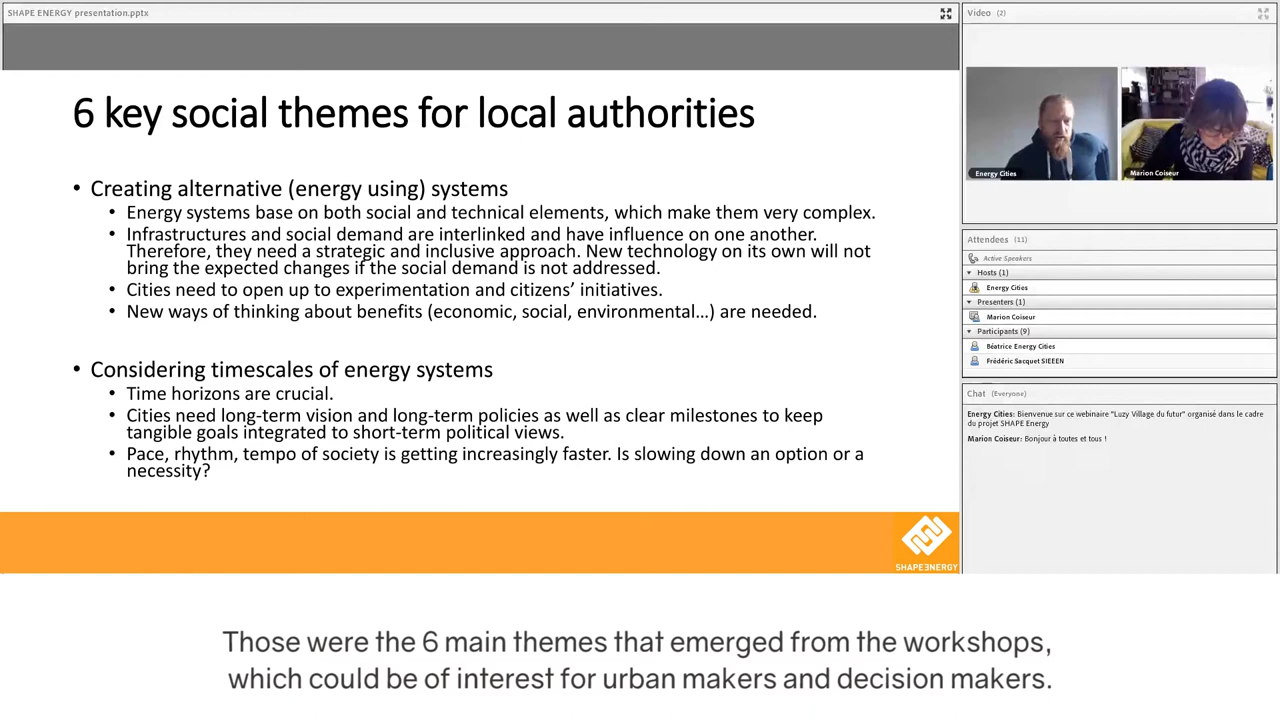 SHAPE ENERGY presentation.pptx
6 key social themes for local authorities
• Creating alternative (energy using) systems
• Energy systems base on both social and technical elements, which make them very complex.
• Infrastructures and social demand are interlinked and have influence on one another.
Therefore, they need a strategic and inclusive approach. New technology on its own will not
bring the expected changes if the social demand is not addressed.
• Cities need to open up to experimentation and citizens’ initiatives.
• New ways of thinking about benefits (economic, social, environmental…) are needed.
• Considering timescales of energy systems
• Time horizons are crucial.
• Cities need long-term vision and long-term policies as well as clear milestones to keep
tangible goals integrated to short-term political views.
• Pace, rhythm, tempo of society is getting increasingly faster. Is slowing down an option or a
necessity?
SHAPEƎNERGY
Video (2)
Energy Cities
Marion Coiseur
Attendees (11)
Active Speakers
Hosts (1)
Energy Cities
Presenters (1)
Marion Coiseur
Participants (9)
Béatrice Energy Cities
Frédéric Sacquet SIEEEN
Chat (Everyone)
Energy Cities: Bienvenue sur ce webinaire "Luzy Village du futur" organisé dans le cadre
du projet SHAPE Energy
Marion Coiseur: Bonjour à toutes et tous !
Those were the 6 main themes that emerged from the workshops,
which could be of interest for urban makers and decision makers.